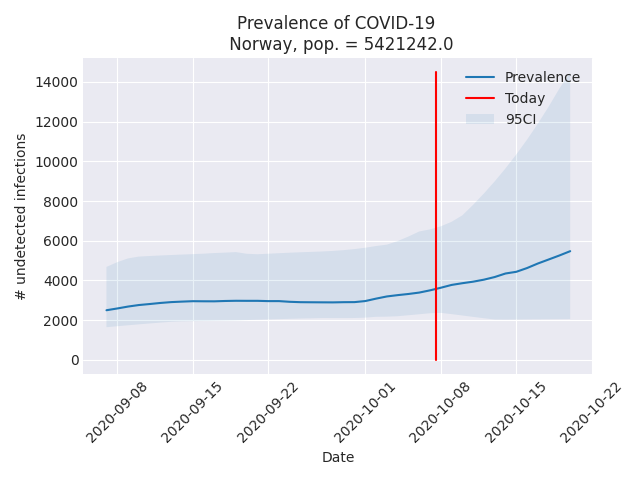 Prevalence of COVID-19
Norway, pop. = 5421242.0
Prevalence
Today
95CI
14000
12000
10000
8000
6000
4000
2000
0
# undetected infections
2020-09-08
2020-09-15
2020-09-22
2020-10-01
2020-10-08
2020-10-15
2020-10-22
Date